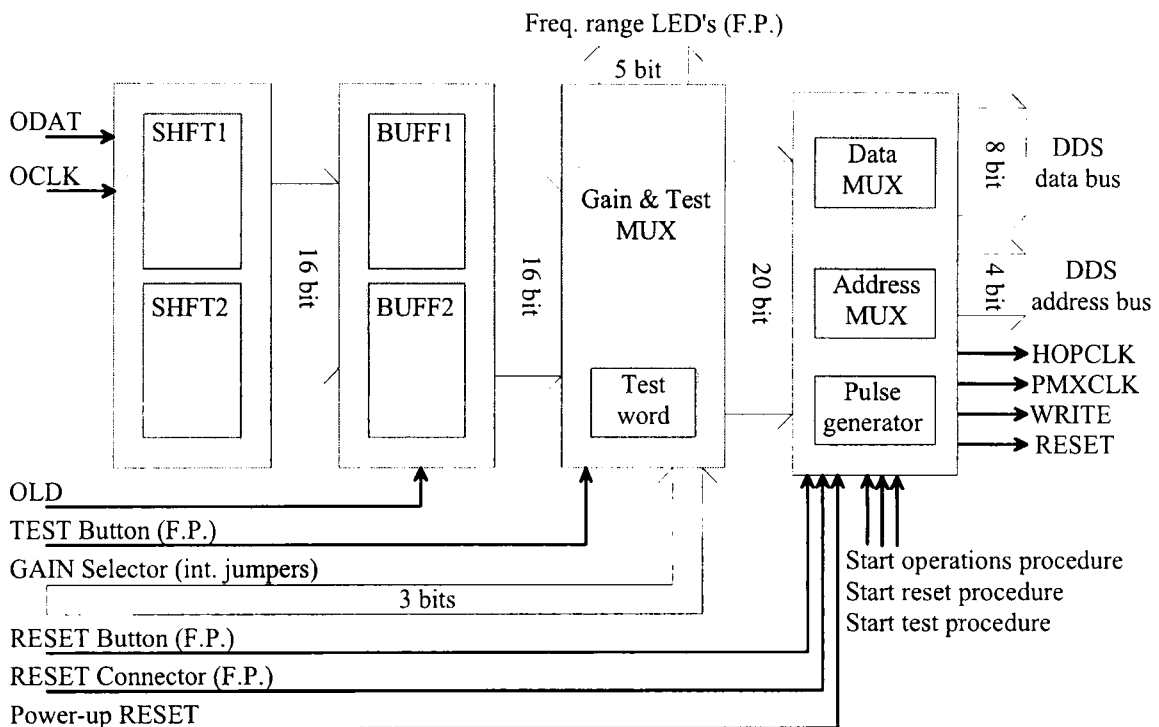 Freq. range LED's (F.P.)
5 bit
ODAT
OCLK
SHFT1
SHFT2
16 bit
BUFF1
BUFF2
16 bit
Gain & Test
MUX
Test
word
20 bit
Data
MUX
Address
MUX
Pulse
generator
8 bit
DDS
data bus
4 bit
DDS
address bus
HOPCLK
PMXCLK
WRITE
RESET
OLD
TEST Button (F.P.)
GAIN Selector (int. jumpers)
3 bits
RESET Button (F.P.)
RESET Connector (F.P.)
Power-up RESET
Start operations procedure
Start reset procedure
Start test procedure